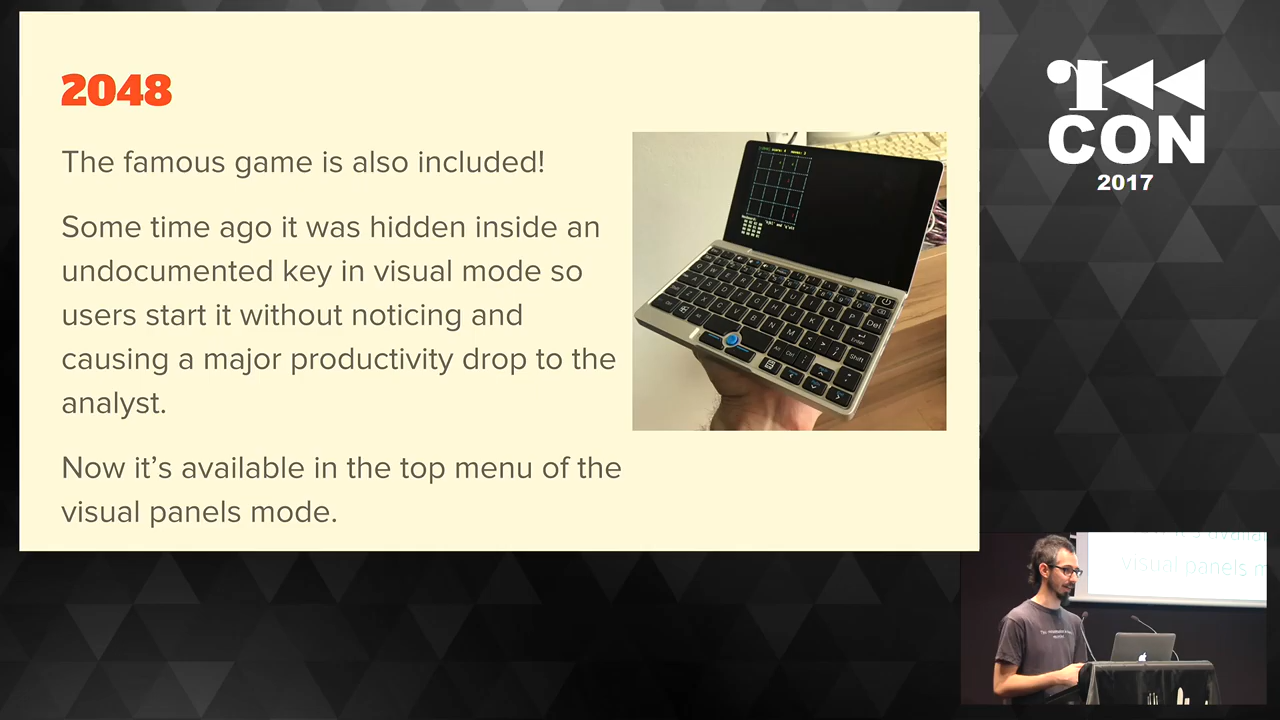 2048
The famous game is also included!
Some time ago it was hidden inside an
undocumented key in visual mode so
users start it without noticing and
causing a major productivity drop to the
analyst.
Now it’s available in the top menu of the
visual panels mode.
CON
2017
visual panels m